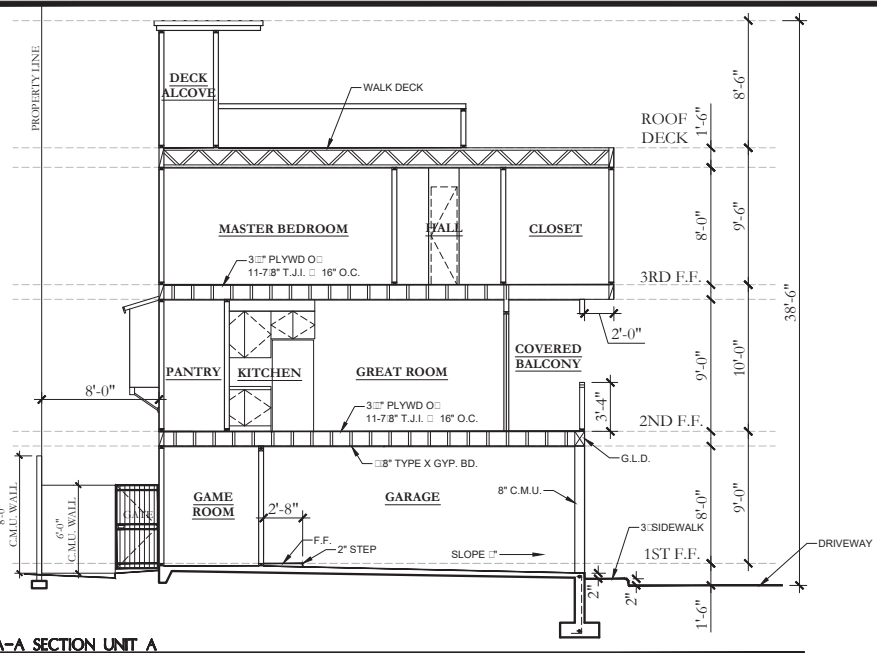 PROPERTY LINE
DECK
ALCOVE
WALK DECK
ROOF
DECK
1'-6"
8'-6"
MASTER BEDROOM
HALL
CLOSET
8'-0"
9'-6"
11-7/8" T.J.I. 16" O.C.
3RD F.F.
38'-6"
2'-0"
PANTRY
KITCHEN
GREAT ROOM
COVERED
BALCONY
9'-0"
10'-0"
8'-0"
3'-4"
11-7/8" T.J.I. 16" O.C.
2ND F.F.
G.L.D.
TYPE X GYP. BD.
8" C.M.U.
GAME
ROOM
GARAGE
2'-8"
8'-0"
9'-0"
C.M.U. WALL
6'-0"
C.M.U. WALL
GATE
F.F.
2" STEP
SLOPE
SIDEWALK
1ST F.F.
DRIVEWAY
2"
2"
1'-6"
A-A SECTION UNIT A